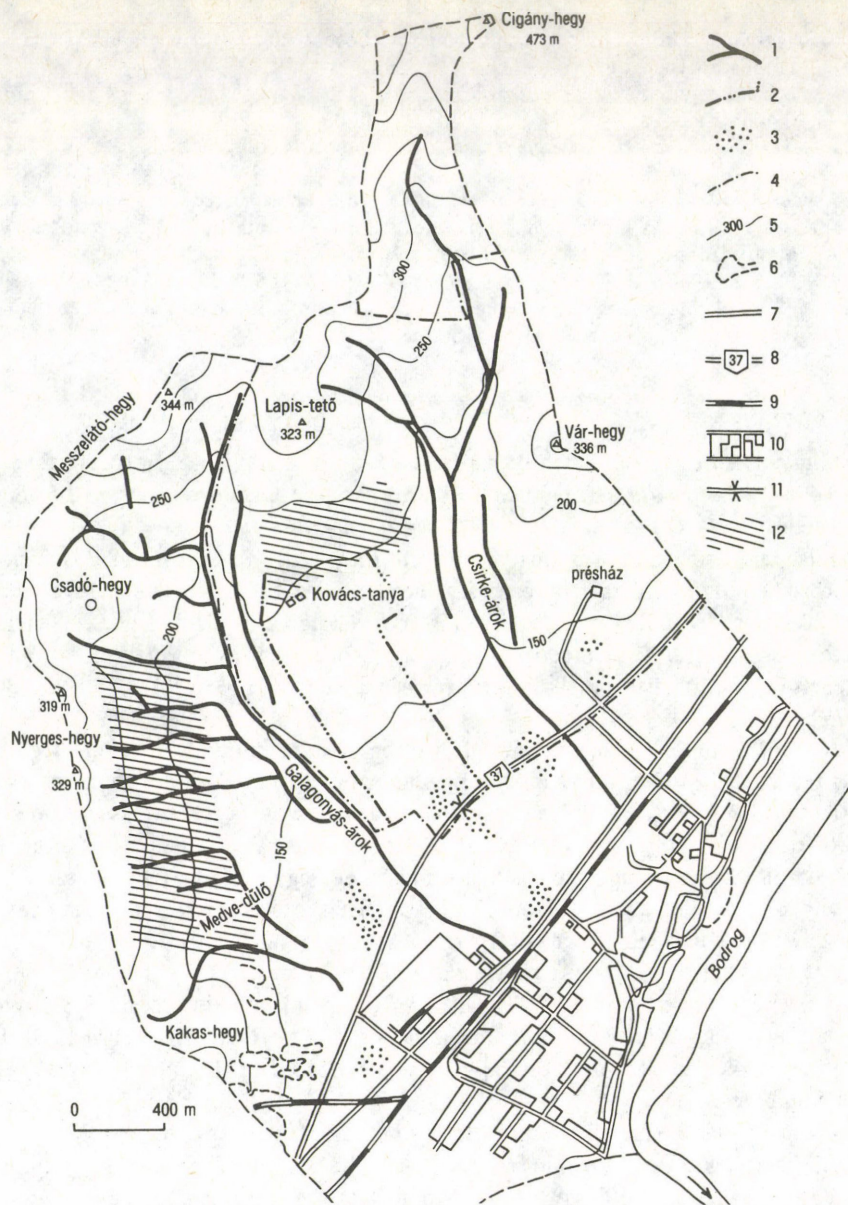 Cigány-hegy
473 m
1
2
3
4
300
5
6
7
37
8
9
10
11
12
300
250
344 m
Messzelátó-hegy
Lapis-tető
323 m
Vár-hegy
336 m
250
200
Csadó-hegy
Kovács-tanya
Csirke-árok
présház
200
150
319 m
Nyerges-hegy
329 m
Galagonyás-árok
37
150
Medve-dűlő
Bodrog
Kakas-hegy
0 400 m